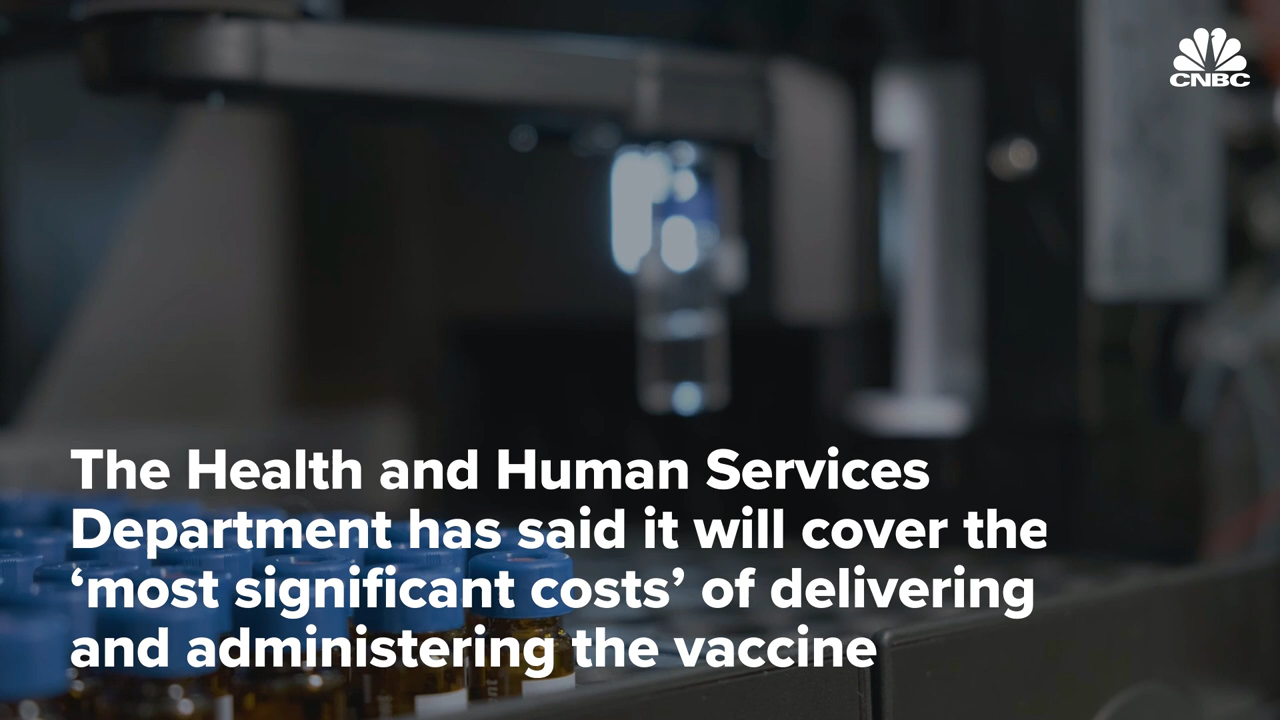 CNBC
The Health and Human Services
Department has said it will cover the
‘most significant costs’ of delivering
and administering the vaccine